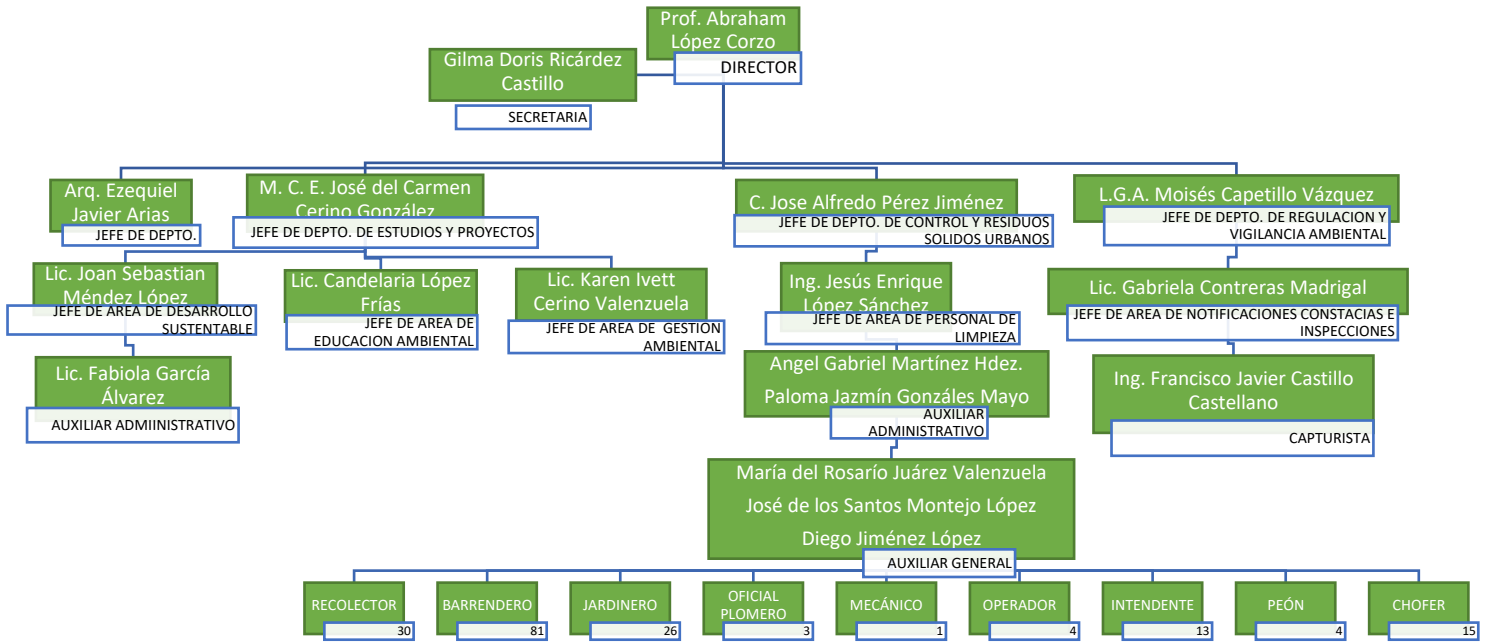 Prof. Abraham
López Corzo
DIRECTOR
Gilma Doris Ricárdez
Castillo
SECRETARIA
Arq. Ezequiel
Javier Arias
JEFE DE DEPTO.
M. C. E. José del Carmen
Cerino González
JEFE DE DEPTO. DE ESTUDIOS Y PROYECTOS
C. Jose Alfredo Pérez Jiménez
JEFE DE DEPTO. DE CONTROL Y RESIDUOS
SOLIDOS URBANOS
L.G.A. Moisés Capetillo Vázquez
JEFE DE DEPTO. DE REGULACION Y
VIGILANCIA AMBIENTAL
Lic. Joan Sebastian
Méndez López
JEFE DE AREA DE DESARROLLO
SUSTENTABLE
Lic. Candelaria López
Frías
JEFE DE AREA DE
EDUCACION AMBIENTAL
Lic. Karen Ivett
Cerino Valenzuela
JEFE DE AREA DE GESTION
AMBIENTAL
Ing. Jesús Enrique
López Sánchez
JEFE DE AREA DE PERSONAL DE
LIMPIEZA
Lic. Gabriela Contreras Madrigal
JEFE DE AREA DE NOTIFICACIONES CONSTACIAS E
INSPECCIONES
Lic. Fabiola García
Álvarez
AUXILIAR ADMIINISTRATIVO
Angel Gabriel Martínez Hdez.
Paloma Jazmín Gonzáles Mayo
AUXILIAR
ADMINISTRATIVO
Ing. Francisco Javier Castillo
Castellano
CAPTURISTA
María del Rosarío Juárez Valenzuela
José de los Santos Montejo López
Diego Jiménez López
AUXILIAR GENERAL
RECOLECTOR
30
BARRENDERO
81
JARDINERO
26
OFICIAL
PLOMERO
3
MECÁNICO
1
OPERADOR
4
INTENDENTE
13
PEÓN
4
CHOFER
15